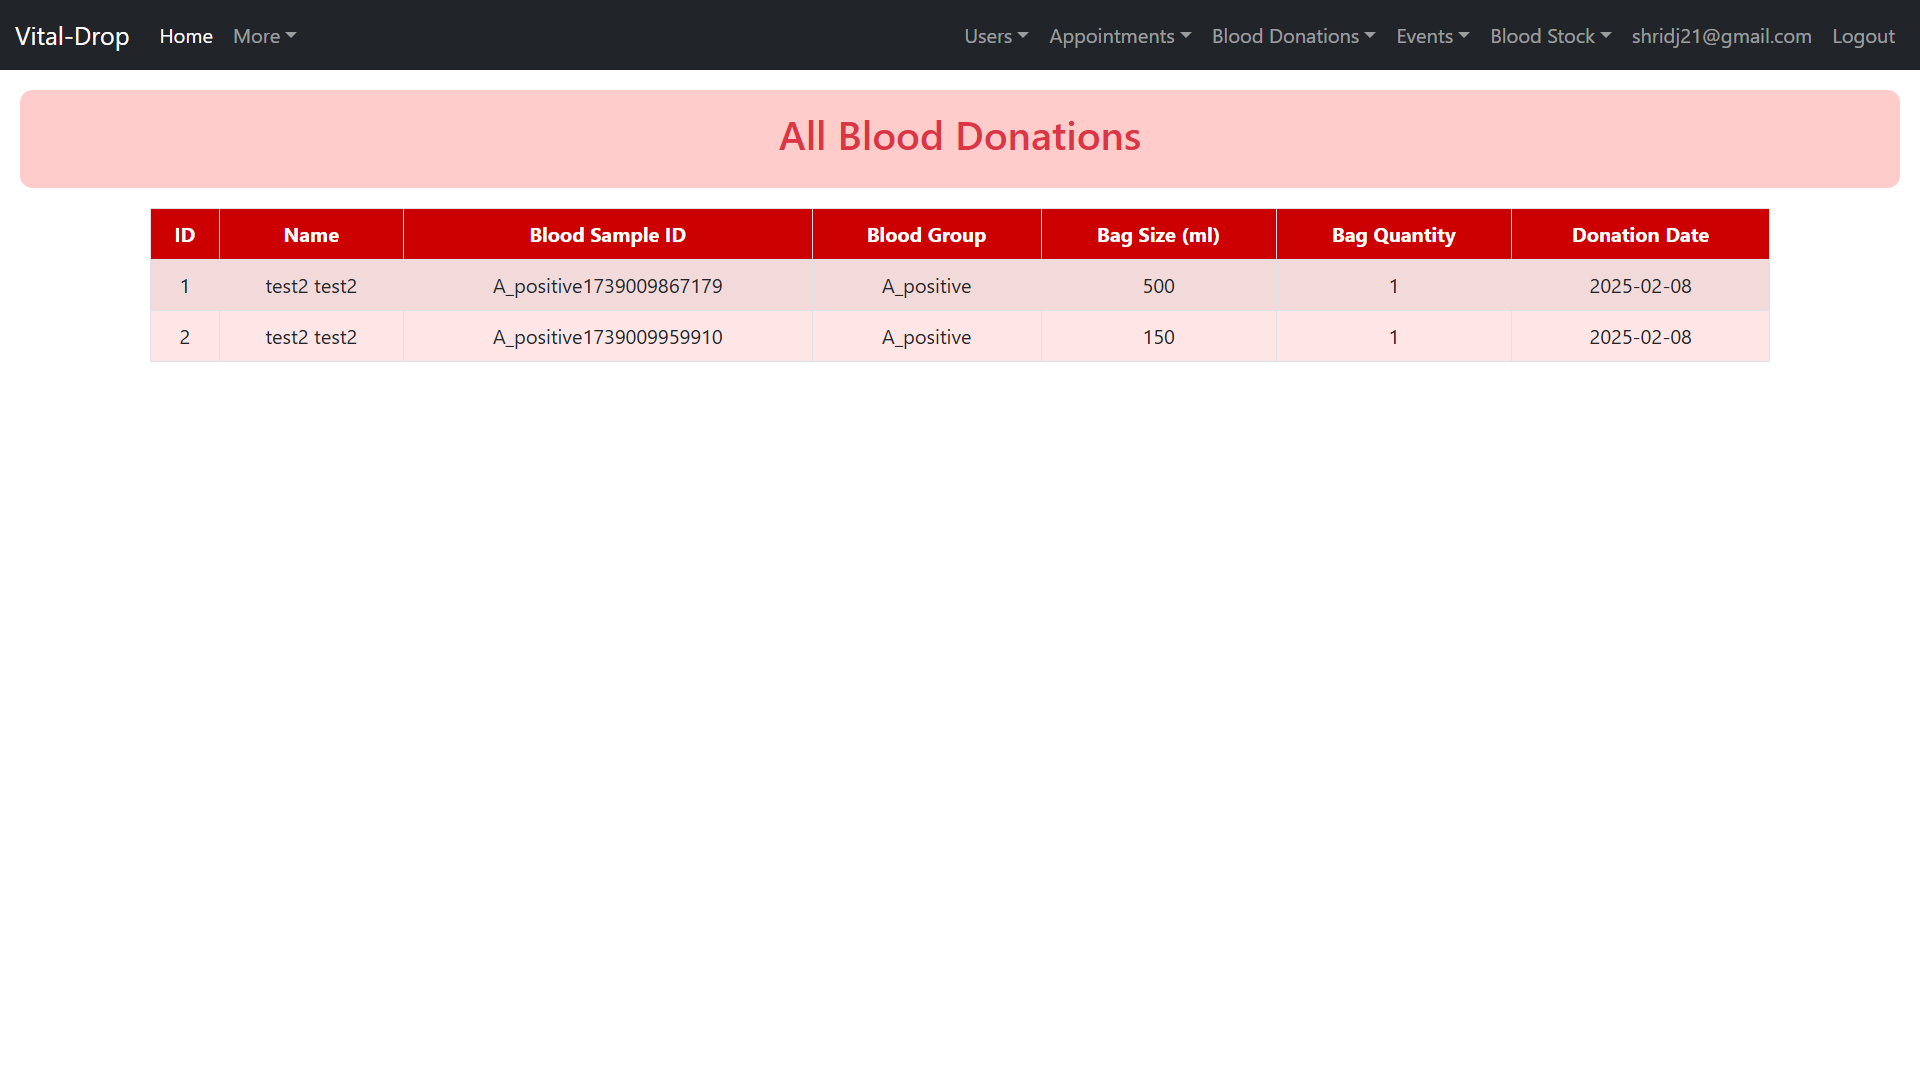 Vital-Drop Home More Users Appointments Blood Donations Events Blood Stock shridj21@gmail.com Logout
All Blood Donations
ID Name Blood Sample ID Blood Group Bag Size (ml) Bag Quantity Donation Date
1 test2 test2 A_positive1739009867179 A_positive 500 1 2025-02-08
2 test2 test2 A_positive1739009959910 A_positive 150 1 2025-02-08